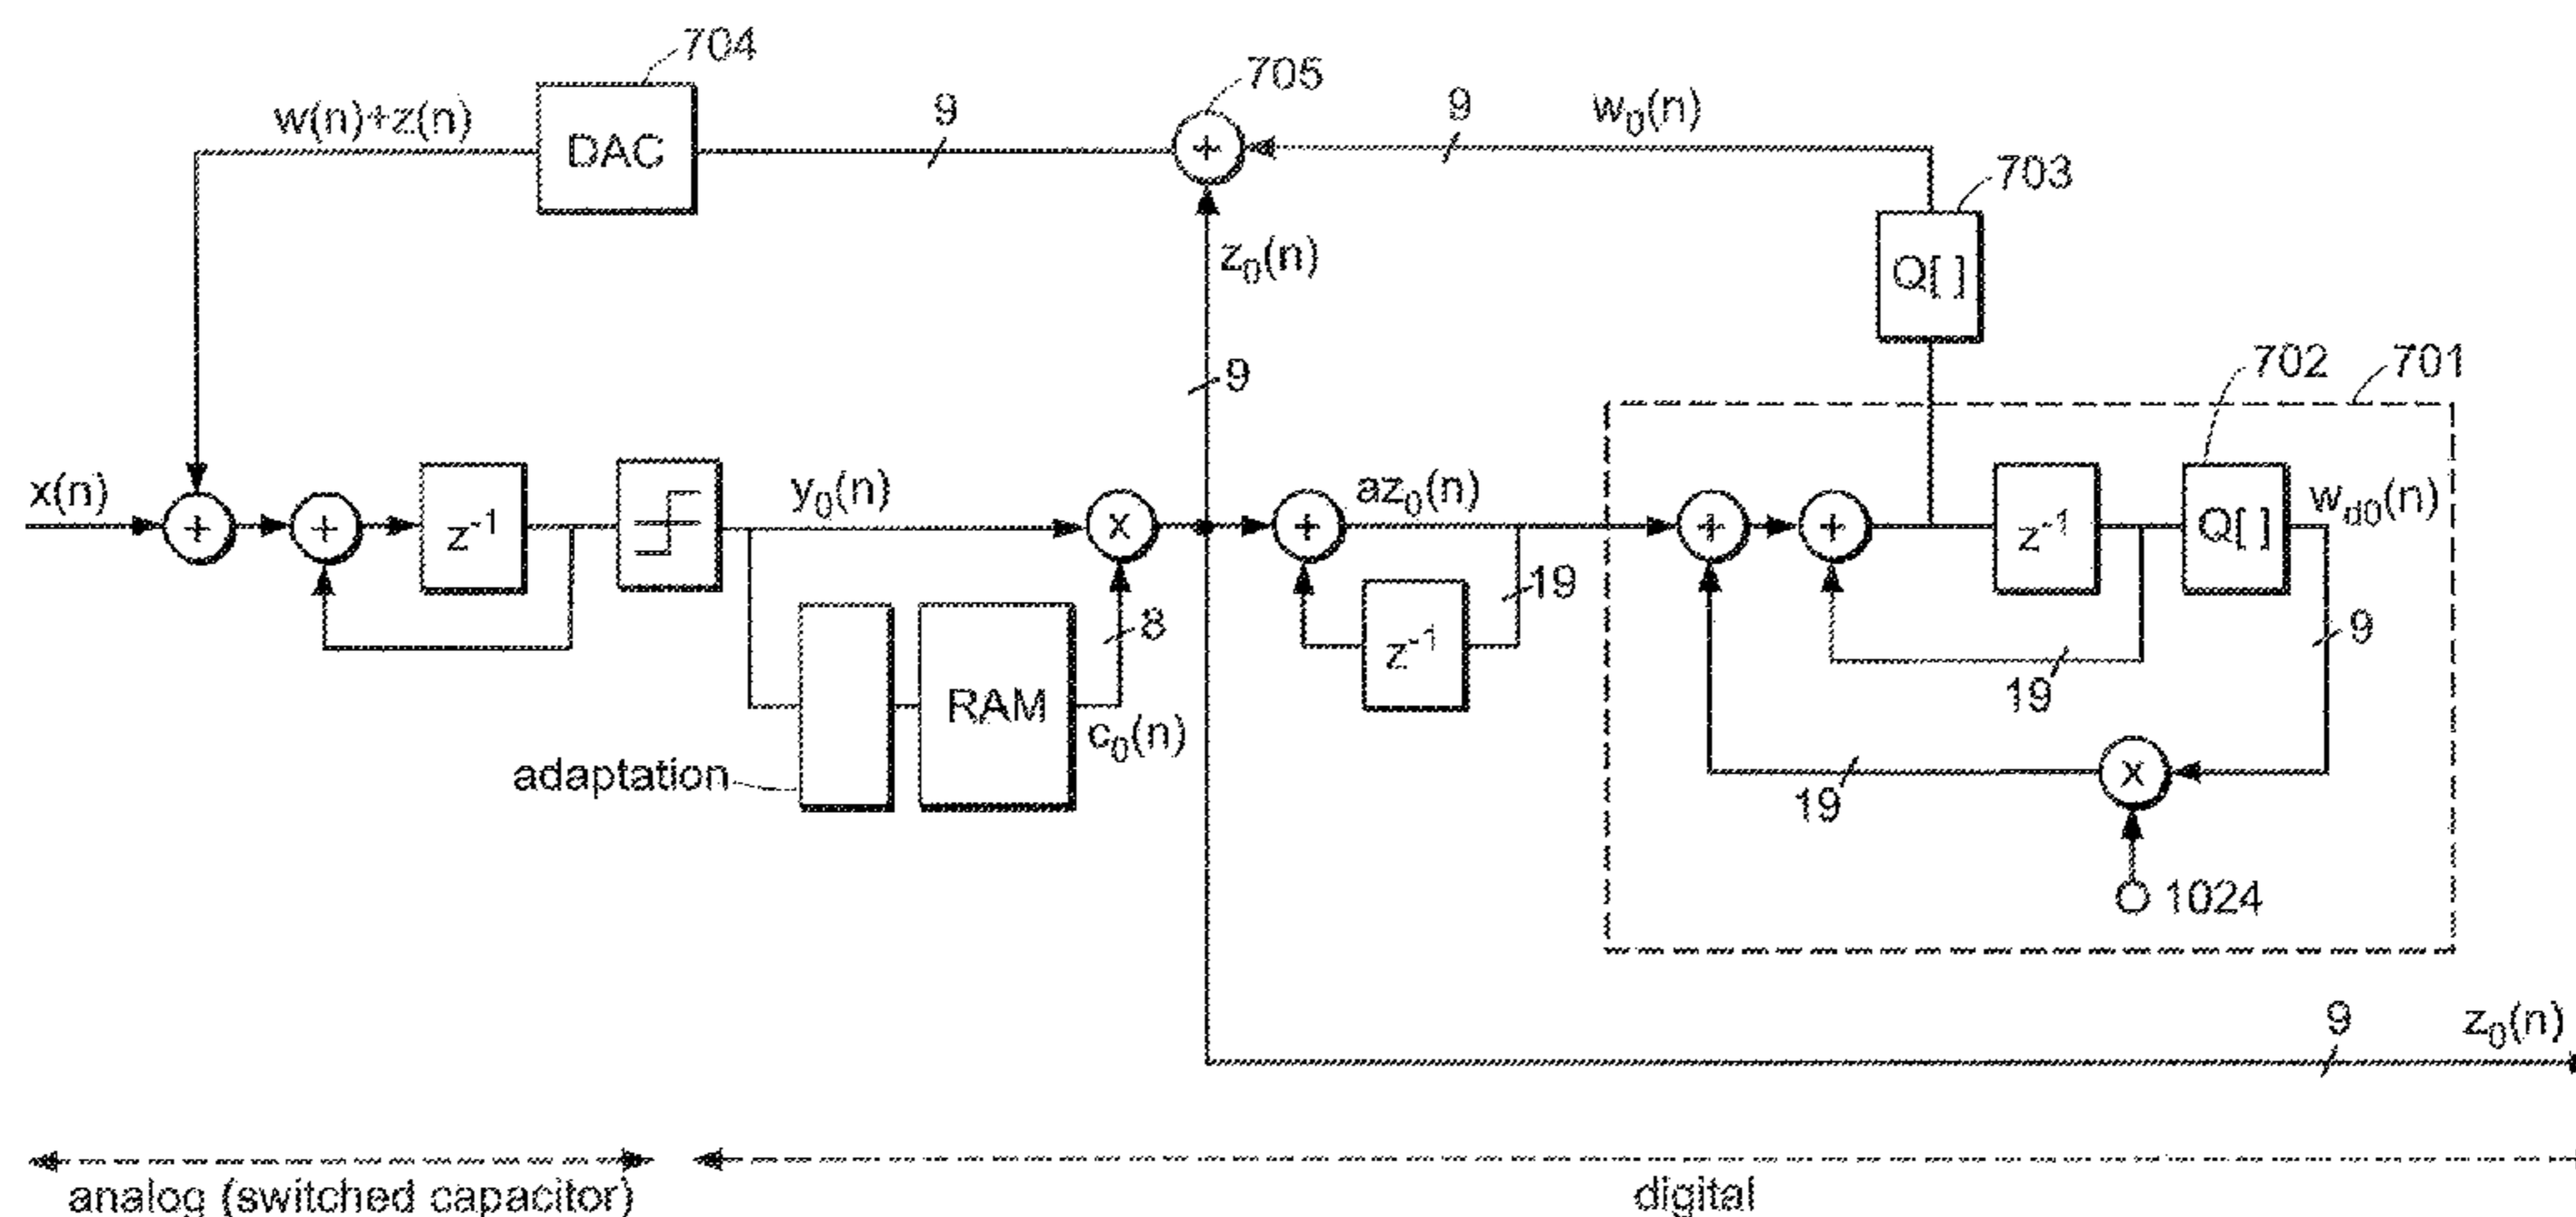 704
705
w(n)+z(n)
DAC
9
+
9
w₀(n)
703
z₀(n)
Q[ ]
9
702
701
x(n)
+
+
z⁻¹
y₀(n)
x
+
az₀(n)
+
+
z⁻¹
Q[ ]
w_d0(n)
19
z⁻¹
8
9
RAM
c₀(n)
19
adaptation
19
x
1024
9
z₀(n)
analog (switched capacitor)
digital